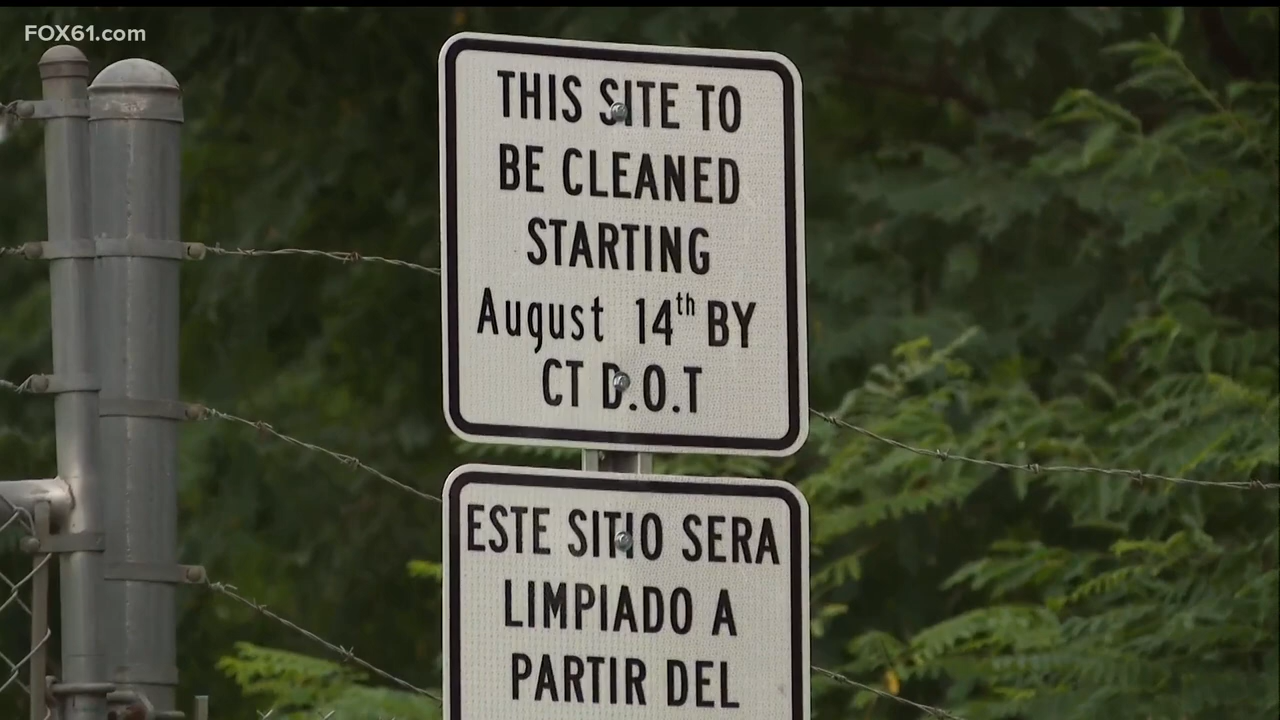 FOX61.com
THIS SITE TO
BE CLEANED
STARTING
August 14th BY
CT D.O.T
ESTE SITIO SERA
LIMPIADO A
PARTIR DEL